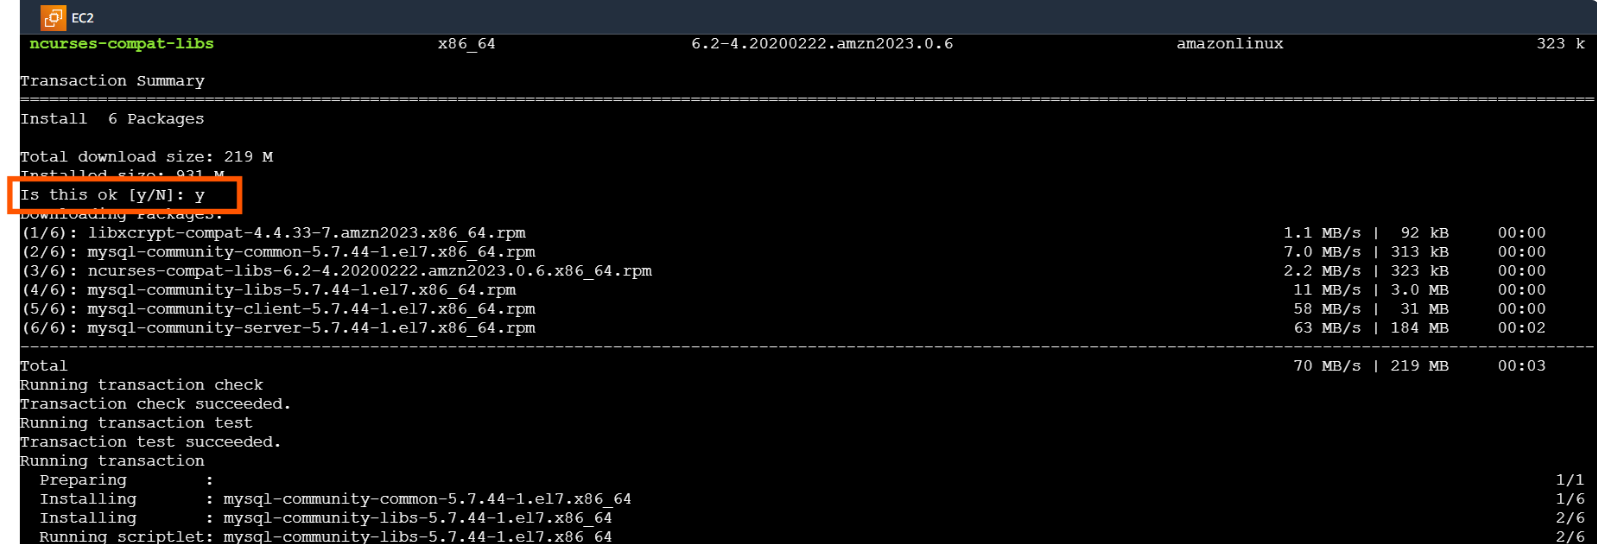 EC2
ncurses-compat-libs x86_64 6.2-4.20200222.amzn2023.0.6 amazonlinux 323 k
Transaction Summary
Install 6 Packages
Total download size: 219 M
Installed size: 931 M
Is this ok [y/N]: y
Downloading Packages:
(1/6): libxcrypt-compat-4.4.33-7.amzn2023.x86_64.rpm 1.1 MB/s | 92 kB 00:00
(2/6): mysql-community-common-5.7.44-1.el7.x86_64.rpm 7.0 MB/s | 313 kB 00:00
(3/6): ncurses-compat-libs-6.2-4.20200222.amzn2023.0.6.x86_64.rpm 2.2 MB/s | 323 kB 00:00
(4/6): mysql-community-libs-5.7.44-1.el7.x86_64.rpm 11 MB/s | 3.0 MB 00:00
(5/6): mysql-community-client-5.7.44-1.el7.x86_64.rpm 58 MB/s | 31 MB 00:00
(6/6): mysql-community-server-5.7.44-1.el7.x86_64.rpm 63 MB/s | 184 MB 00:02
Total 70 MB/s | 219 MB 00:03
Running transaction check
Transaction check succeeded.
Running transaction test
Transaction test succeeded.
Running transaction
Preparing : 1/1
Installing : mysql-community-common-5.7.44-1.el7.x86_64 1/6
Installing : mysql-community-libs-5.7.44-1.el7.x86_64 2/6
Running scriptlet: mysql-community-libs-5.7.44-1.el7.x86_64 2/6